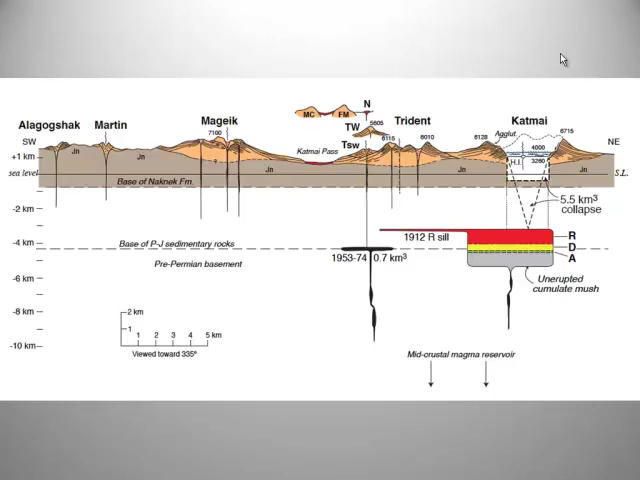 N
MC FM
TW 5605
Alagogshak Martin Mageik Trident Katmai
7100
Tsw 6115 6010 6128 Agglut. 6715
SW NE
Katmai Pass
4000
H.I. 3260
+1 km
Jn Jn Jn Jn
?
sea level S.L.
Base of Naknek Fm.
-2 km
5.5 km³
collapse
-4 km
1912 R sill
R
D
A
Base of P-J sedimentary rocks
1953-74 0.7 km³
Pre-Permian basement
-6 km
Unerupted
cumulate mush
-8 km
2 km
1
1 2 3 4 5 km
Viewed toward 335°
-10 km
Mid-crustal magma reservoir